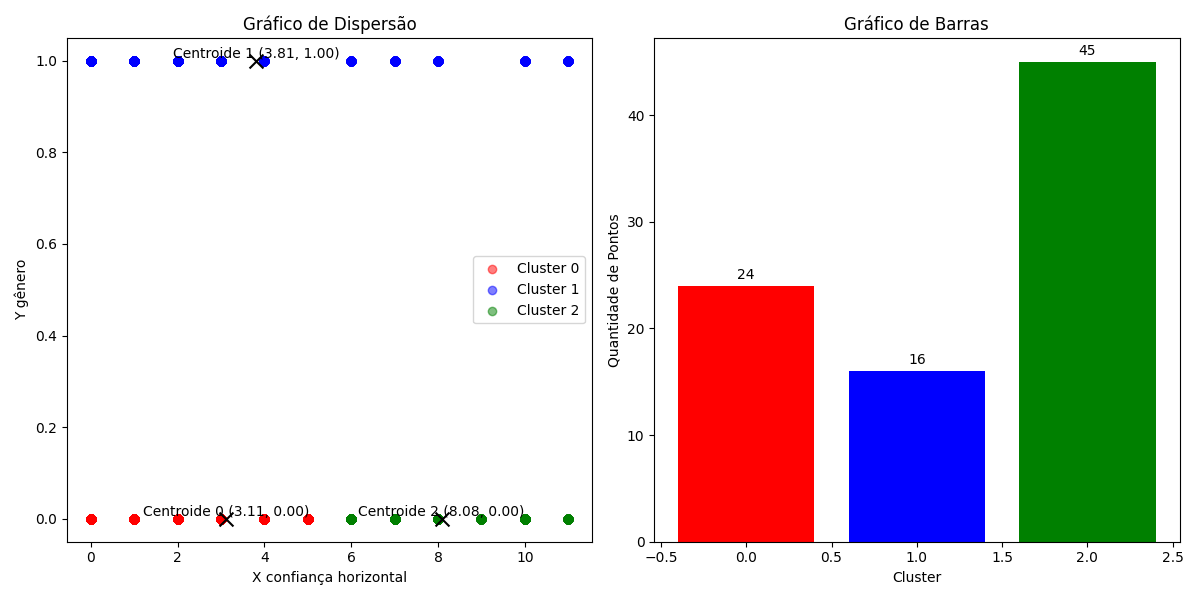 Gráfico de Dispersão
Centroide 1 (3.81, 1.00)
1.0
0.8
0.6
0.4
0.2
0.0
Y gênero
Cluster 0
Cluster 1
Cluster 2
Centroide 0 (3.11, 0.00)
Centroide 2 (8.08, 0.00)
0 2 4 6 8 10
X confiança horizontal
Gráfico de Barras
45
24
16
40
30
20
10
0
Quantidade de Pontos
−0.5 0.0 0.5 1.0 1.5 2.0 2.5
Cluster